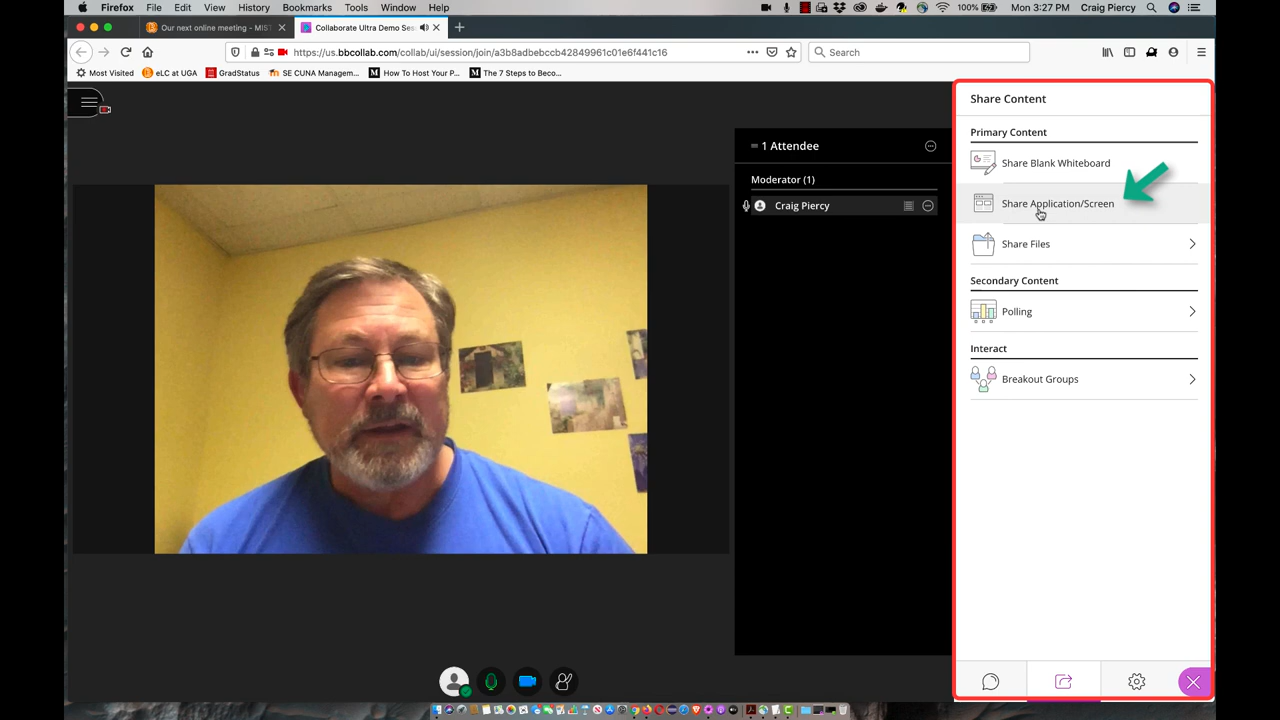 Firefox File Edit View History Bookmarks Tools Window Help 100% Mon 3:27 PM Craig Piercy
Our next online meeting - MIST
Collaborate Ultra Demo Ses
https://us.bbcollab.com/collab/ui/session/join/a3b8adbebccb42849961c01e6f441c16
Search
Most Visited eLC at UGA GradStatus SE CUNA Managem... How To Host Your P... The 7 Steps to Beco...
Share Content
Primary Content
Share Blank Whiteboard
Share Application/Screen
Share Files
Secondary Content
Polling
Interact
Breakout Groups
1 Attendee
Moderator (1)
Craig Piercy